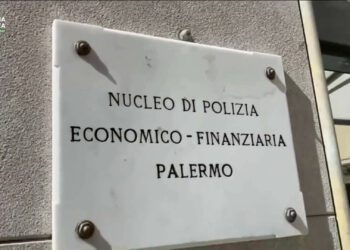 NUCLEO DI POLIZIA
ECONOMICO-FINANZIARIA
PALERMO